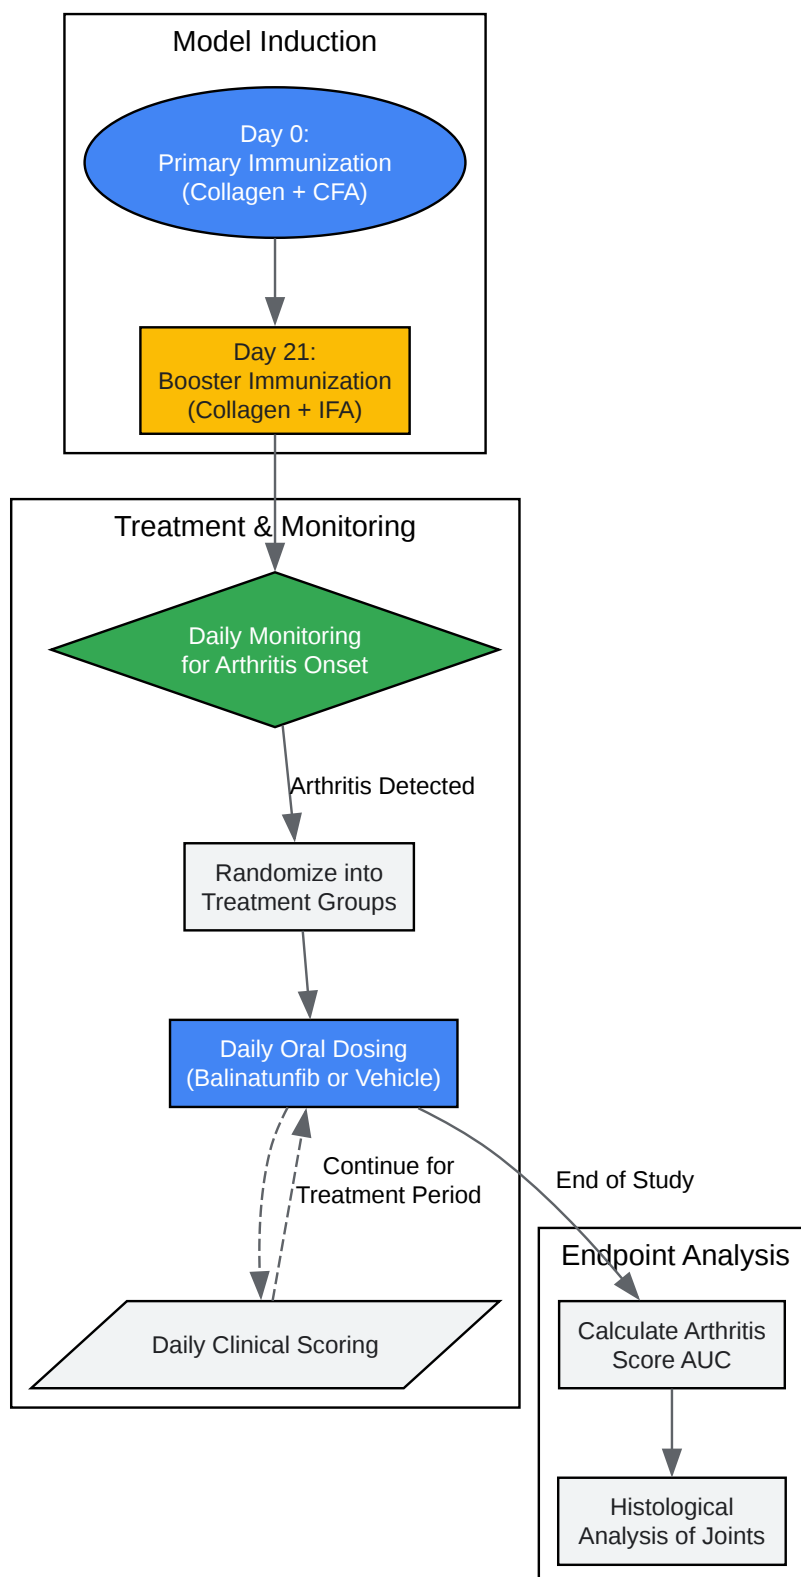 Model Induction
Day 0:
Primary Immunization
(Collagen + CFA)
Day 21:
Booster Immunization
(Collagen + IFA)
Treatment & Monitoring
Daily Monitoring
for Arthritis Onset
Arthritis Detected
Randomize into
Treatment Groups
Daily Oral Dosing
(Balinatunfib or Vehicle)
Continue for
Treatment Period
End of Study
Daily Clinical Scoring
Endpoint Analysis
Calculate Arthritis
Score AUC
Histological
Analysis of Joints